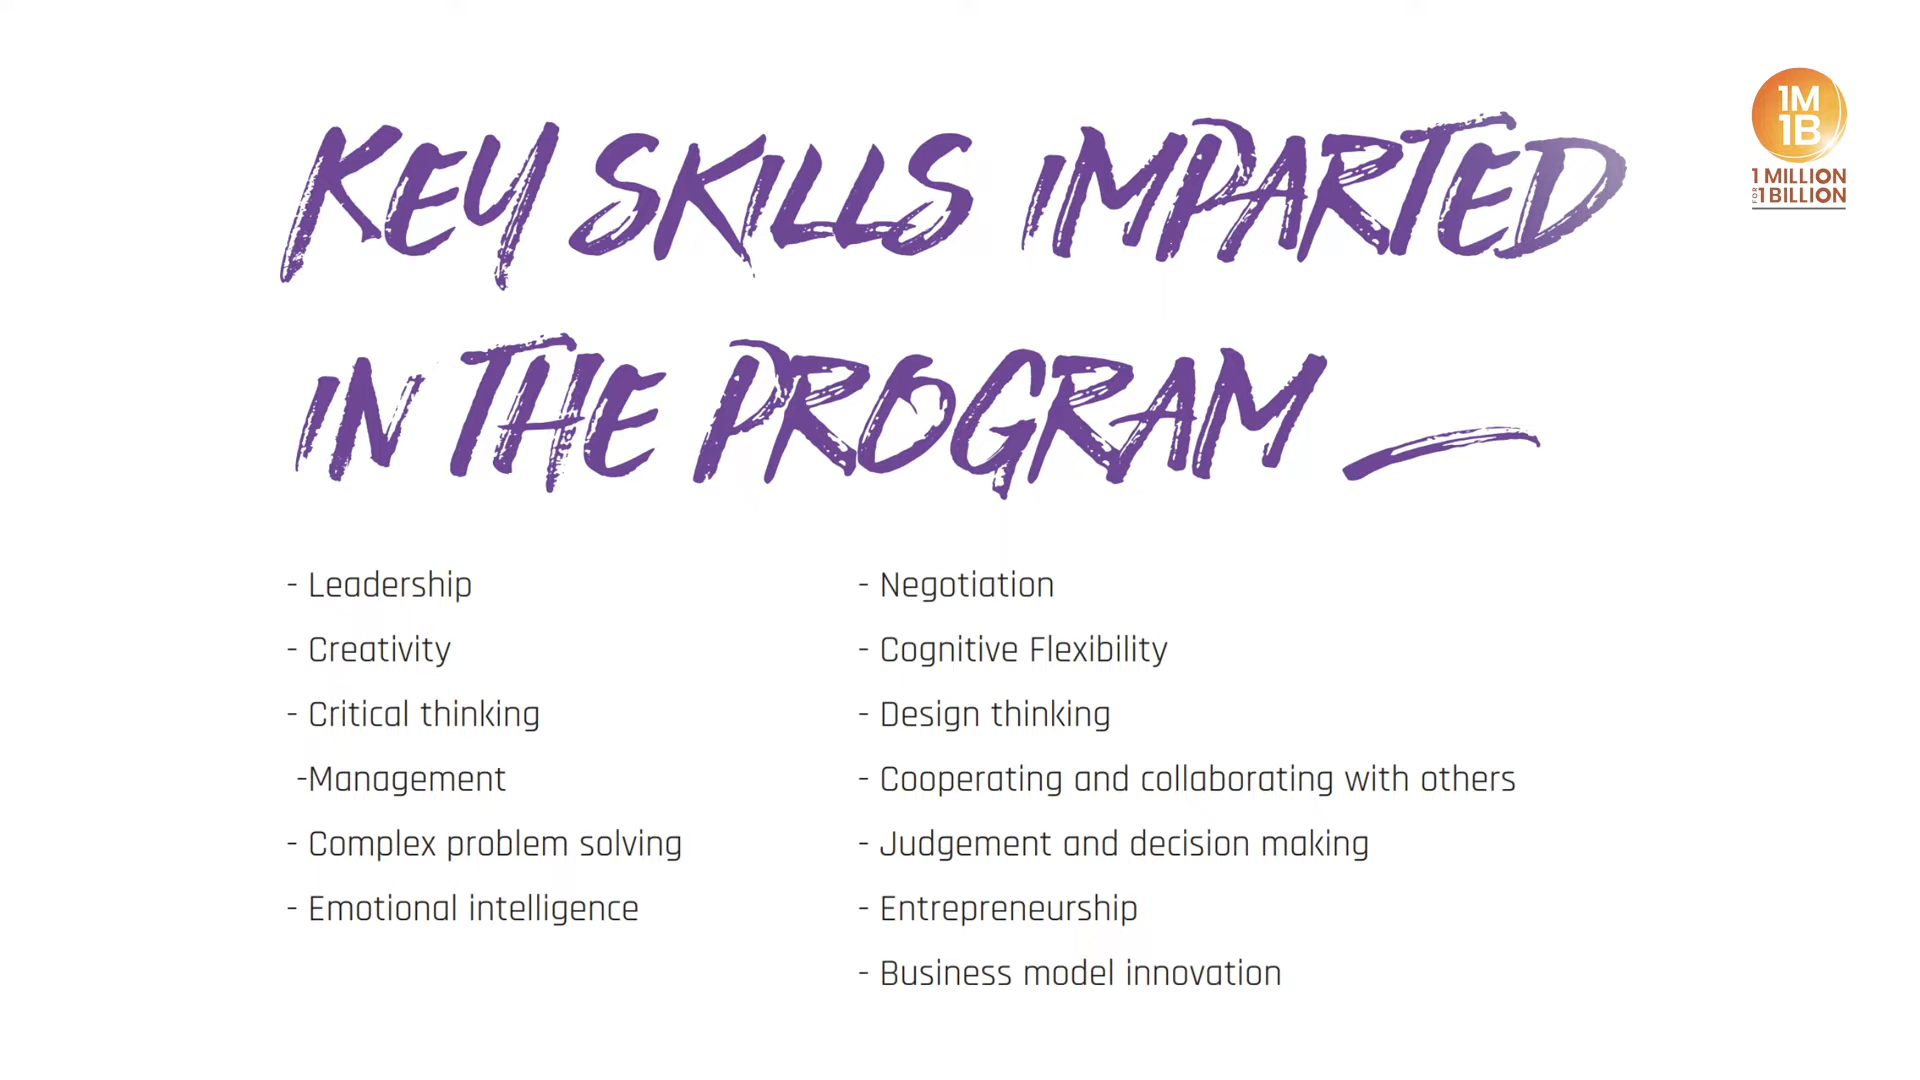 KEY SKILLS IMPARTED
IN THE PROGRAM
1M
1B
1 MILLION
FOR 1 BILLION
- Leadership
- Creativity
- Critical thinking
-Management
- Complex problem solving
- Emotional intelligence
- Negotiation
- Cognitive Flexibility
- Design thinking
- Cooperating and collaborating with others
- Judgement and decision making
- Entrepreneurship
- Business model innovation